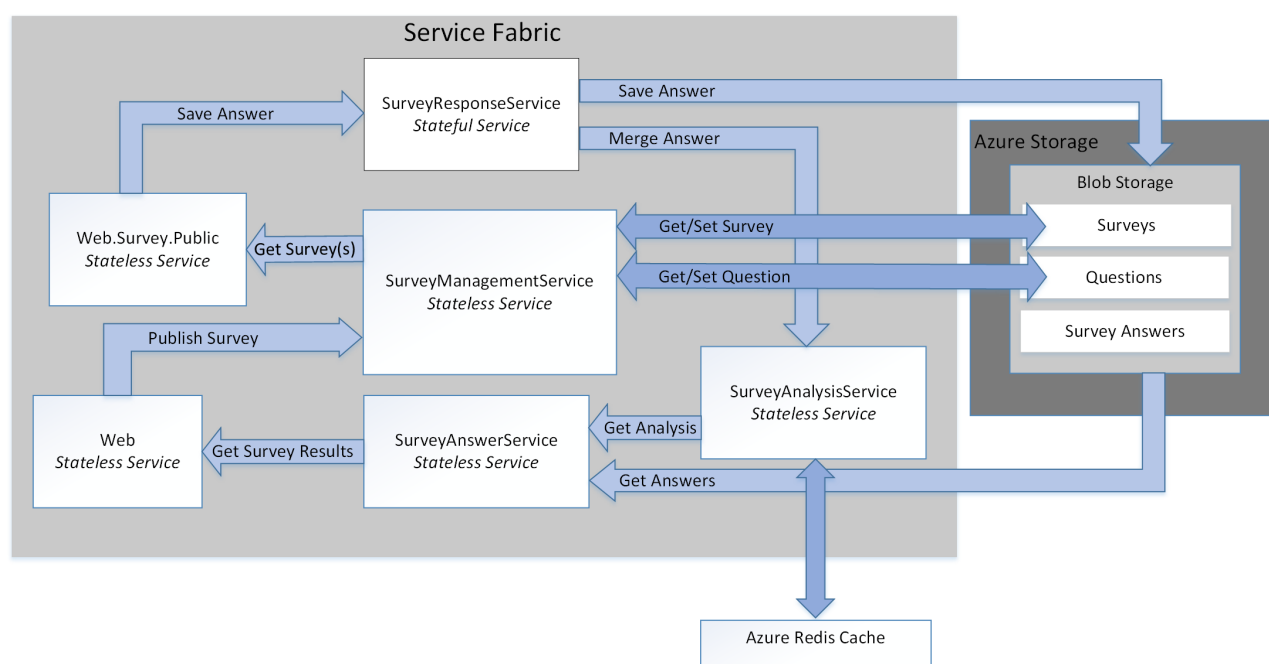 Service Fabric
SurveyResponseService
Stateful Service
Save Answer
Save Answer
Merge Answer
Azure Storage
Blob Storage
Surveys
Questions
Survey Answers
Web.Survey.Public
Stateless Service
Get Survey(s)
SurveyManagementService
Stateless Service
Get/Set Survey
Get/Set Question
Publish Survey
SurveyAnalysisService
Stateless Service
Web
Stateless Service
Get Survey Results
SurveyAnswerService
Stateless Service
Get Analysis
Get Answers
Azure Redis Cache